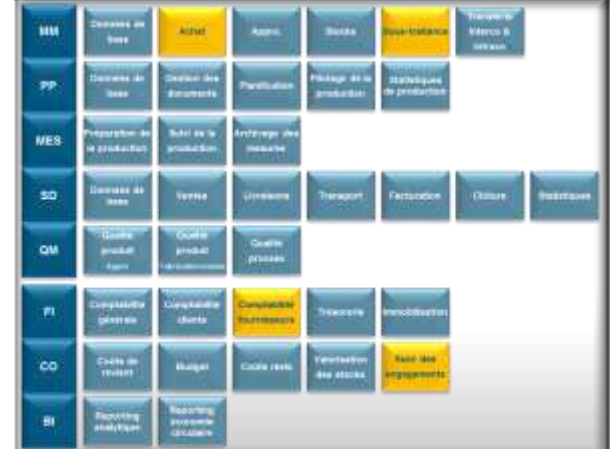 MM
Données de
base
Achat
Appro.
Stocks
Sous-traitance
Transferts
Interco &
intraco
PP
Données de
base
Gestion des
documents
Planification
Pilotage de la
production
Statistiques
de production
MES
Préparation de
la production
Suivi de la
production
Archivage des
mesures
SD
Données de
base
Ventes
Livraisons
Transport
Facturation
Clôture
Statistiques
QM
Qualité
produit
Appro.
Qualité
produit
Qualité
process
FI
Comptabilité
générale
Comptabilité
clients
Comptabilité
fournisseurs
Trésorerie
Immobilisation
CO
Coûts de
revient
Budget
Coûts réels
Valorisation
des stocks
Suivi des
engagements
BI
Reporting
analytique
Reporting
économie
circulaire